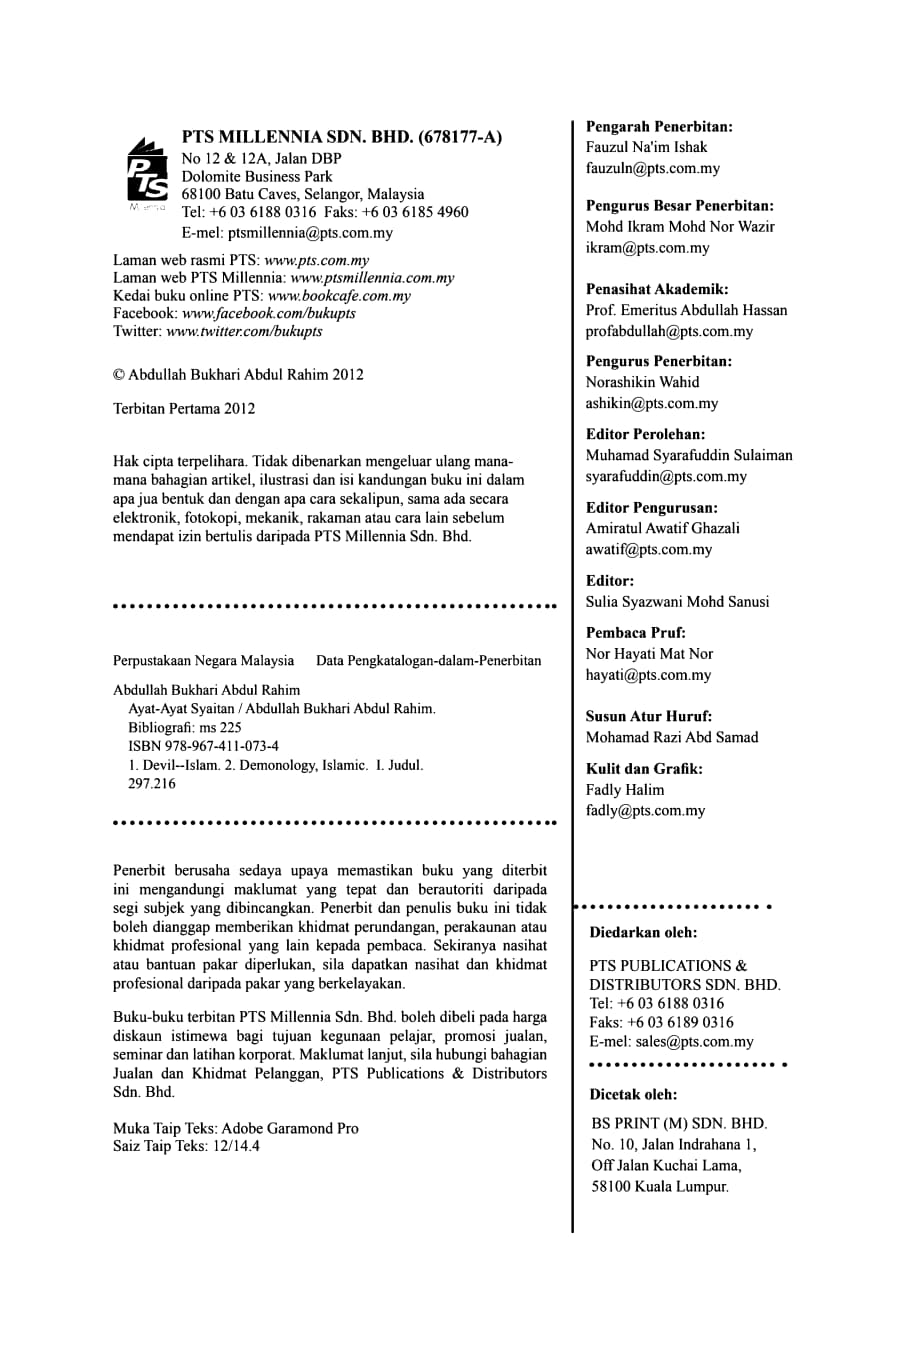 PTS
PTS MILLENNIA SDN. BHD. (678177-A)
No 12 & 12A, Jalan DBP
Dolomite Business Park
68100 Batu Caves, Selangor, Malaysia
Tel: +6 03 6188 0316 Faks: +6 03 6185 4960
E-mel: ptsmillennia@pts.com.my
Laman web rasmi PTS: www.pts.com.my
Laman web PTS Millennia: www.ptsmillennia.com.my
Kedai buku online PTS: www.bookcafe.com.my
Facebook: www.facebook.com/bukupts
Twitter: www.twitter.com/bukupts
© Abdullah Bukhari Abdul Rahim 2012
Terbitan Pertama 2012
Hak cipta terpelihara. Tidak dibenarkan mengeluar ulang mana-
mana bahagian artikel, ilustrasi dan isi kandungan buku ini dalam
apa jua bentuk dan dengan apa cara sekalipun, sama ada secara
elektronik, fotokopi, mekanik, rakaman atau cara lain sebelum
mendapat izin bertulis daripada PTS Millennia Sdn. Bhd.
Perpustakaan Negara Malaysia Data Pengkatalogan-dalam-Penerbitan
Abdullah Bukhari Abdul Rahim
Ayat-Ayat Syaitan / Abdullah Bukhari Abdul Rahim.
Bibliografi: ms 225
ISBN 978-967-411-073-4
1. Devil--Islam. 2. Demonology, Islamic. I. Judul.
297.216
Penerbit berusaha sedaya upaya memastikan buku yang diterbit
ini mengandungi maklumat yang tepat dan berautoriti daripada
segi subjek yang dibincangkan. Penerbit dan penulis buku ini tidak
boleh dianggap memberikan khidmat perundangan, perakaunan atau
khidmat profesional yang lain kepada pembaca. Sekiranya nasihat
atau bantuan pakar diperlukan, sila dapatkan nasihat dan khidmat
profesional daripada pakar yang berkelayakan.
Buku-buku terbitan PTS Millennia Sdn. Bhd. boleh dibeli pada harga
diskaun istimewa bagi tujuan kegunaan pelajar, promosi jualan,
seminar dan latihan korporat. Maklumat lanjut, sila hubungi bahagian
Jualan dan Khidmat Pelanggan, PTS Publications & Distributors
Sdn. Bhd.
Muka Taip Teks: Adobe Garamond Pro
Saiz Taip Teks: 12/14.4
Pengarah Penerbitan:
Fauzul Na'im Ishak
fauzuln@pts.com.my
Pengurus Besar Penerbitan:
Mohd Ikram Mohd Nor Wazir
ikram@pts.com.my
Penasihat Akademik:
Prof. Emeritus Abdullah Hassan
profabdullah@pts.com.my
Pengurus Penerbitan:
Norashikin Wahid
ashikin@pts.com.my
Editor Perolehan:
Muhamad Syarafuddin Sulaiman
syarafuddin@pts.com.my
Editor Pengurusan:
Amiratul Awatif Ghazali
awatif@pts.com.my
Editor:
Sulia Syazwani Mohd Sanusi
Pembaca Pruf:
Nor Hayati Mat Nor
hayati@pts.com.my
Susun Atur Huruf:
Mohamad Razi Abd Samad
Kulit dan Grafik:
Fadly Halim
fadly@pts.com.my
Diedarkan oleh:
PTS PUBLICATIONS &
DISTRIBUTORS SDN. BHD.
Tel: +6 03 6188 0316
Faks: +6 03 6189 0316
E-mel: sales@pts.com.my
Dicetak oleh:
BS PRINT (M) SDN. BHD.
No. 10, Jalan Indrahana 1,
Off Jalan Kuchai Lama,
58100 Kuala Lumpur.